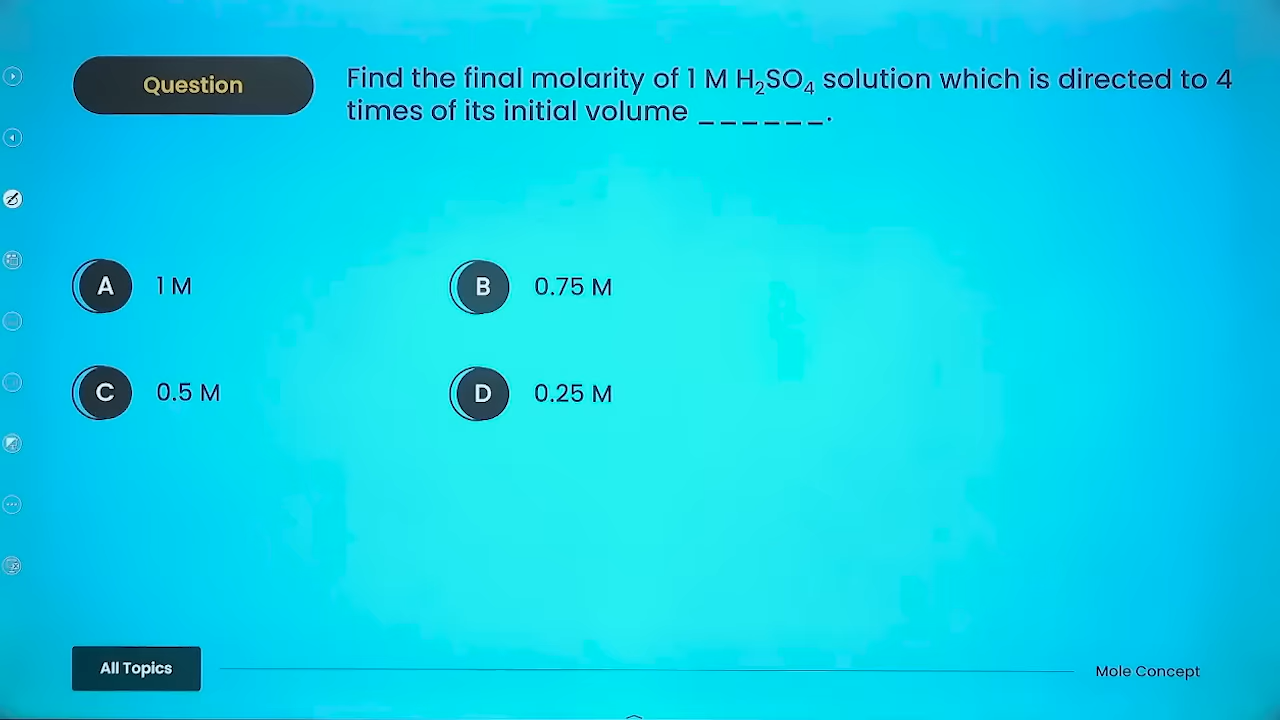 Question
Find the final molarity of 1 M H₂SO₄ solution which is directed to 4
times of its initial volume ______.
A 1 M
B 0.75 M
C 0.5 M
D 0.25 M
All Topics
Mole Concept